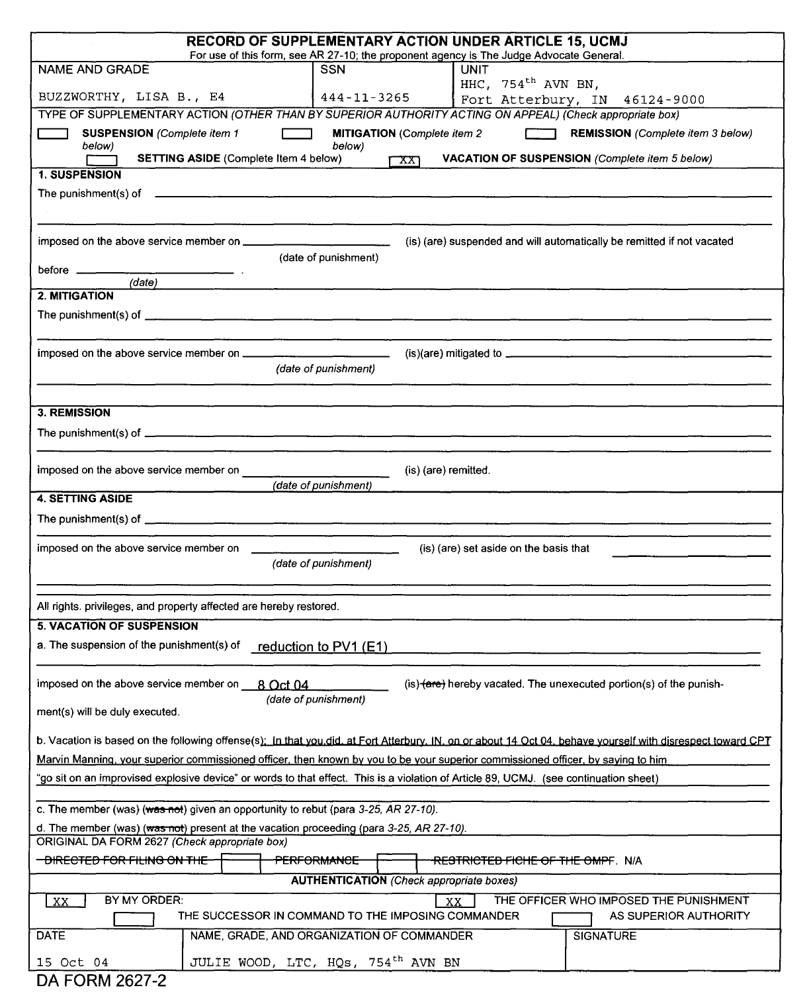 RECORD OF SUPPLEMENTARY ACTION UNDER ARTICLE 15, UCMJ
For use of this form, see AR 27-10; the proponent agency is The Judge Advocate General.
NAME AND GRADE SSN UNIT
HHC, 754th AVN BN,
BUZZWORTHY, LISA B., E4 444-11-3265 Fort Atterbury, IN 46124-9000
TYPE OF SUPPLEMENTARY ACTION (OTHER THAN BY SUPERIOR AUTHORITY ACTING ON APPEAL) (Check appropriate box)
SUSPENSION (Complete item 1 MITIGATION (Complete item 2 REMISSION (Complete item 3 below)
below) below)
SETTING ASIDE (Complete Item 4 below) XX VACATION OF SUSPENSION (Complete item 5 below)
1. SUSPENSION
The punishment(s) of
imposed on the above service member on (is) (are) suspended and will automatically be remitted if not vacated
(date of punishment)
before .
(date)
2. MITIGATION
The punishment(s) of
imposed on the above service member on (is)(are) mitigated to
(date of punishment)
3. REMISSION
The punishment(s) of
imposed on the above service member on (is) (are) remitted.
(date of punishment)
4. SETTING ASIDE
The punishment(s) of
imposed on the above service member on (is) (are) set aside on the basis that
(date of punishment)
All rights. privileges, and property affected are hereby restored.
5. VACATION OF SUSPENSION
a. The suspension of the punishment(s) of reduction to PV1 (E1)
imposed on the above service member on 8 Oct 04 (is) (are) hereby vacated. The unexecuted portion(s) of the punish-
(date of punishment)
ment(s) will be duly executed.
b. Vacation is based on the following offense(s): In that you did, at Fort Atterbury, IN, on or about 14 Oct 04, behave yourself with disrespect toward CPT
Marvin Manning, your superior commissioned officer, then known by you to be your superior commissioned officer, by saying to him
“go sit on an improvised explosive device” or words to that effect. This is a violation of Article 89, UCMJ. (see continuation sheet)
c. The member (was) (was not) given an opportunity to rebut (para 3-25, AR 27-10).
d. The member (was) (was not) present at the vacation proceeding (para 3-25, AR 27-10).
ORIGINAL DA FORM 2627 (Check appropriate box)
DIRECTED FOR FILING ON THE PERFORMANCE RESTRICTED FICHE OF THE OMPF. N/A
AUTHENTICATION (Check appropriate boxes)
XX BY MY ORDER: XX THE OFFICER WHO IMPOSED THE PUNISHMENT
THE SUCCESSOR IN COMMAND TO THE IMPOSING COMMANDER AS SUPERIOR AUTHORITY
DATE NAME, GRADE, AND ORGANIZATION OF COMMANDER SIGNATURE
15 Oct 04 JULIE WOOD, LTC, HQs, 754th AVN BN
DA FORM 2627-2